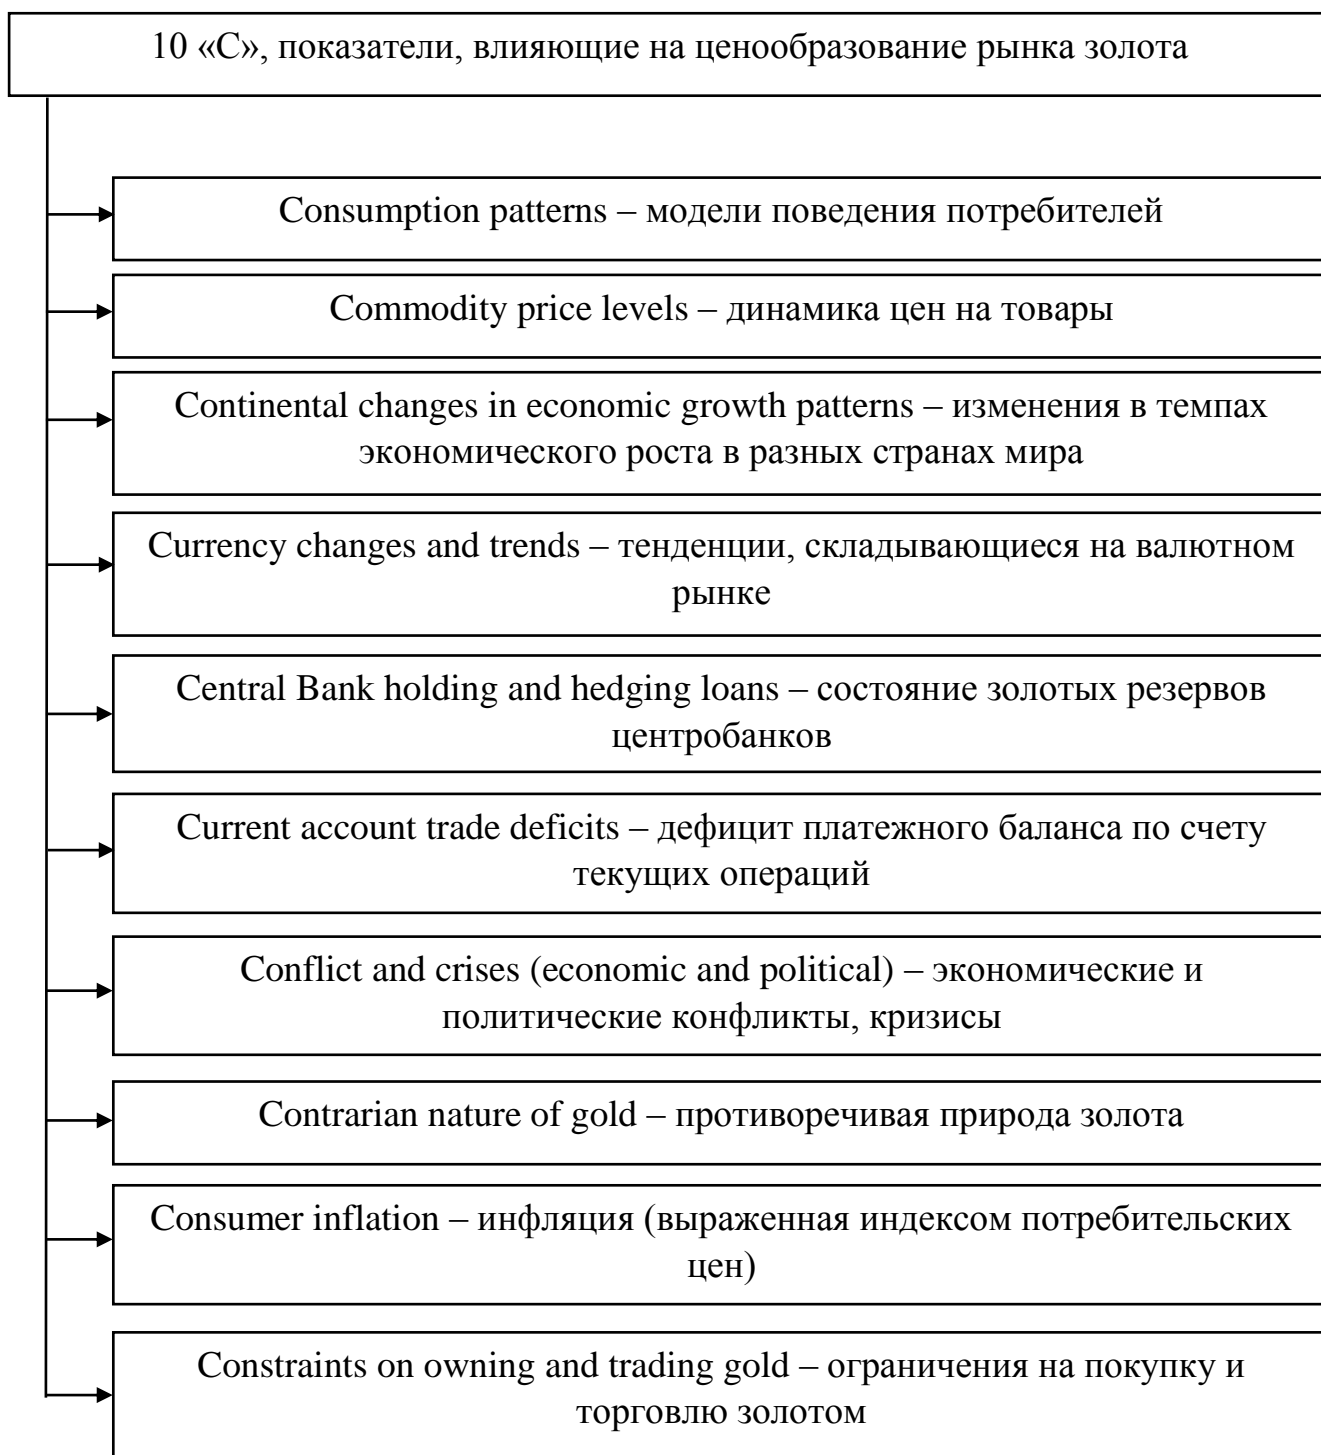 10 «С», показатели, влияющие на ценообразование рынка золота
Consumption patterns – модели поведения потребителей
Commodity price levels – динамика цен на товары
Continental changes in economic growth patterns – изменения в темпах
экономического роста в разных странах мира
Currency changes and trends – тенденции, складывающиеся на валютном
рынке
Central Bank holding and hedging loans – состояние золотых резервов
центробанков
Current account trade deficits – дефицит платежного баланса по счету
текущих операций
Conflict and crises (economic and political) – экономические и
политические конфликты, кризисы
Contrarian nature of gold – противоречивая природа золота
Consumer inflation – инфляция (выраженная индексом потребительских
цен)
Constraints on owning and trading gold – ограничения на покупку и
торговлю золотом